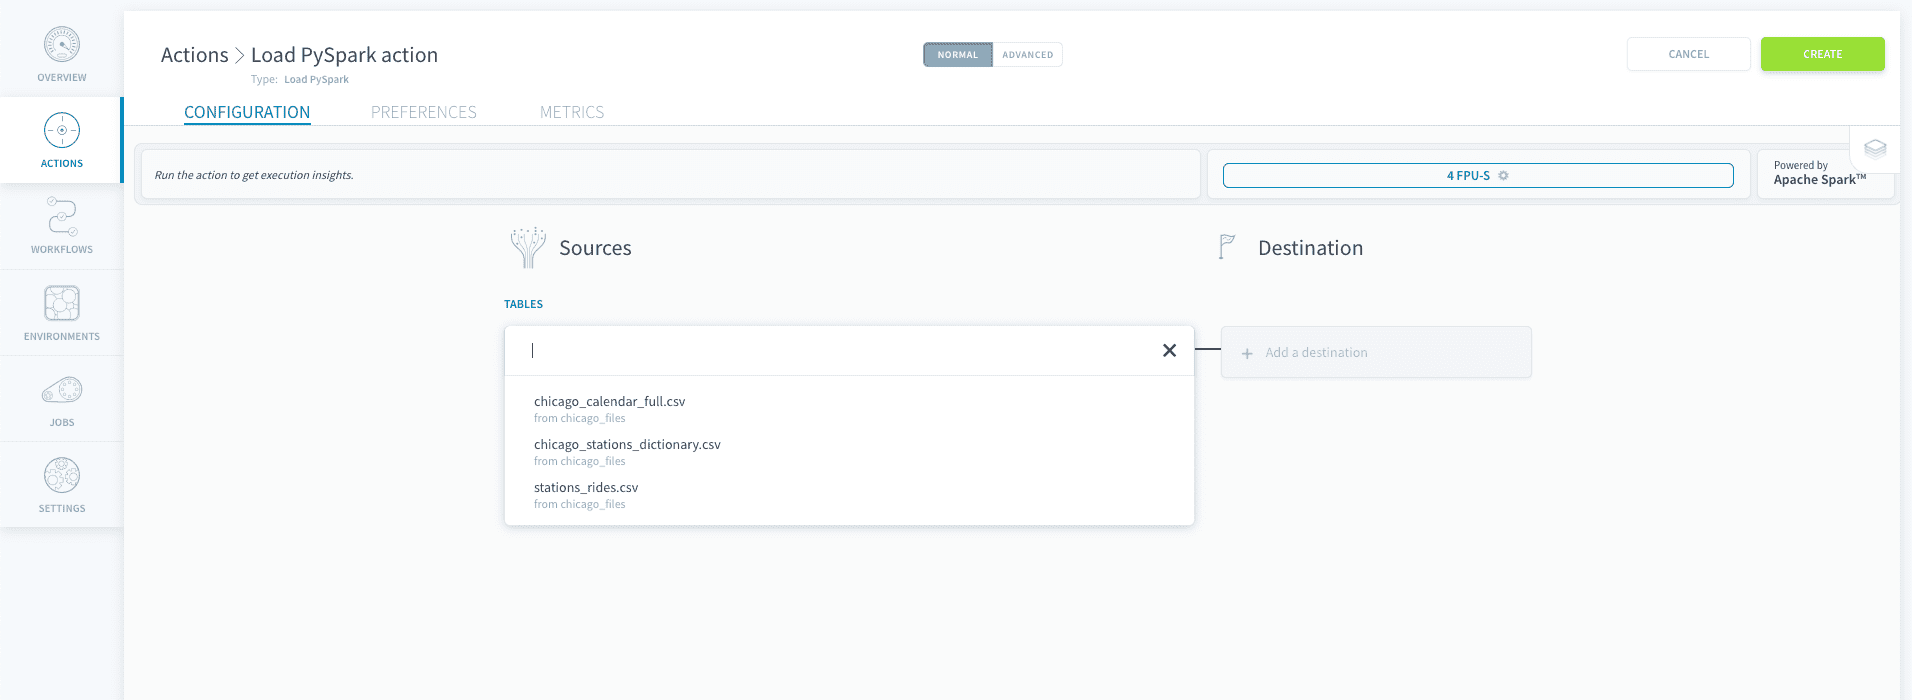 OVERVIEW
ACTIONS
WORKFLOWS
ENVIRONMENTS
JOBS
SETTINGS
Actions > Load PySpark action
Type: Load PySpark
NORMAL ADVANCED
CANCEL
CREATE
CONFIGURATION PREFERENCES METRICS
Run the action to get execution insights.
4 FPU-S
Powered by
Apache Spark™
Sources
Destination
TABLES
+ Add a destination
chicago_calendar_full.csv
from chicago_files
chicago_stations_dictionary.csv
from chicago_files
stations_rides.csv
from chicago_files